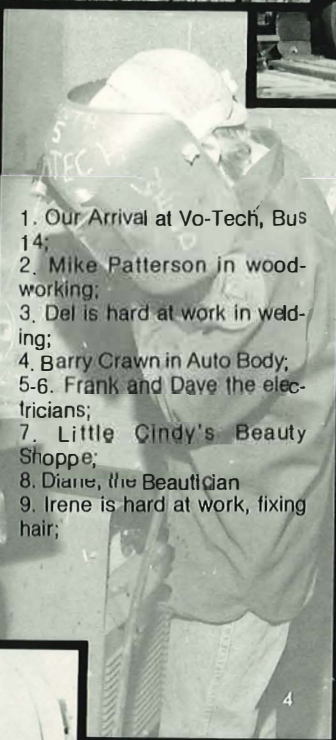 1. Our Arrival at Vo-Tech, Bus
14;
2. Mike Patterson in wood-
working;
3. Del is hard at work in weld-
ing;
4. Barry Crawn in Auto Body;
5-6. Frank and Dave the elec-
tricians;
7. Little Cindy's Beauty
Shoppe;
8. Diane, the Beautician
9. Irene is hard at work, fixing
hair;
4